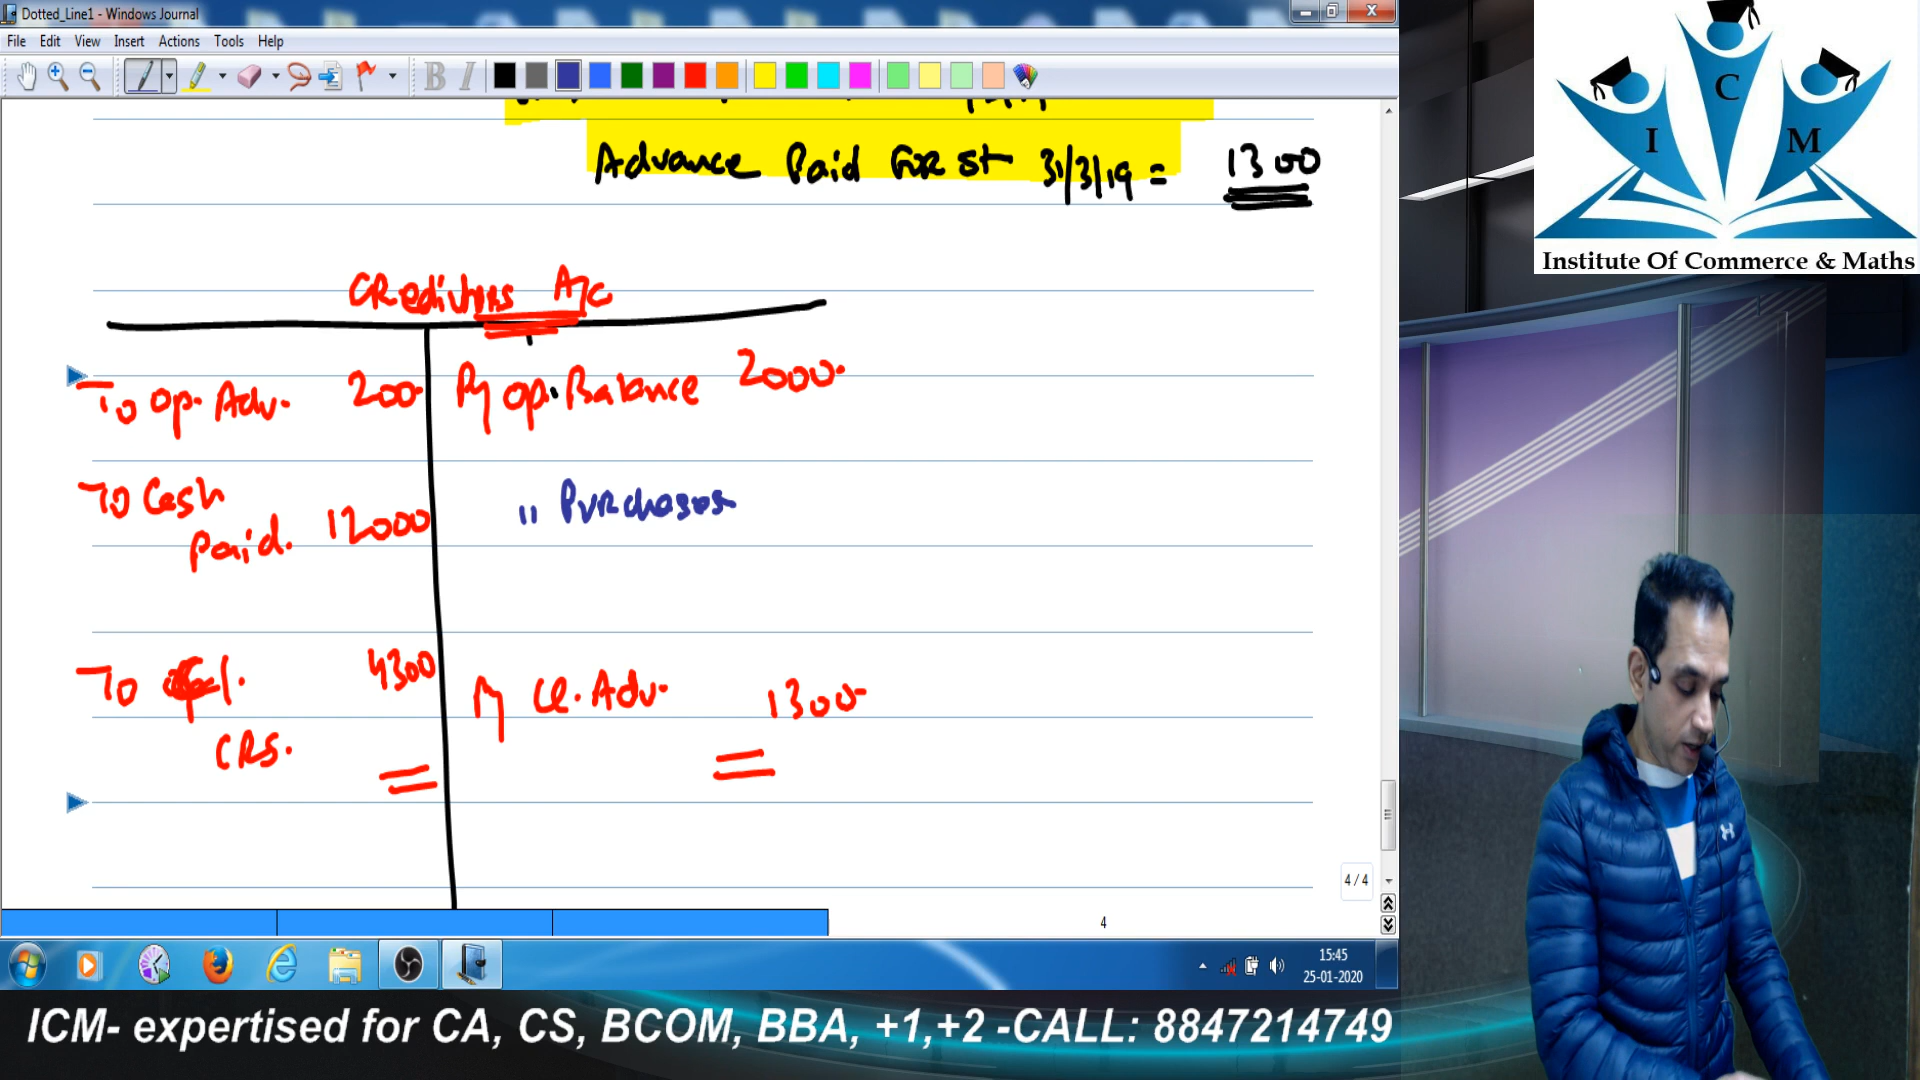 Dotted_Line1 - Windows Journal
File Edit View Insert Actions Tools Help
Advance Paid For st 31/3/19 = 1300
CReditors A/c
To Op. Adv. 200 By op. Balance 2000
To Cash " Purchases
Paid. 12000
To cl. 4300 By Cl. Adv. 1300
CRS.
4 / 4
4
15:45
25-01-2020
I C M
Institute Of Commerce & Maths
ICM- expertised for CA, CS, BCOM, BBA, +1,+2 -CALL: 8847214749